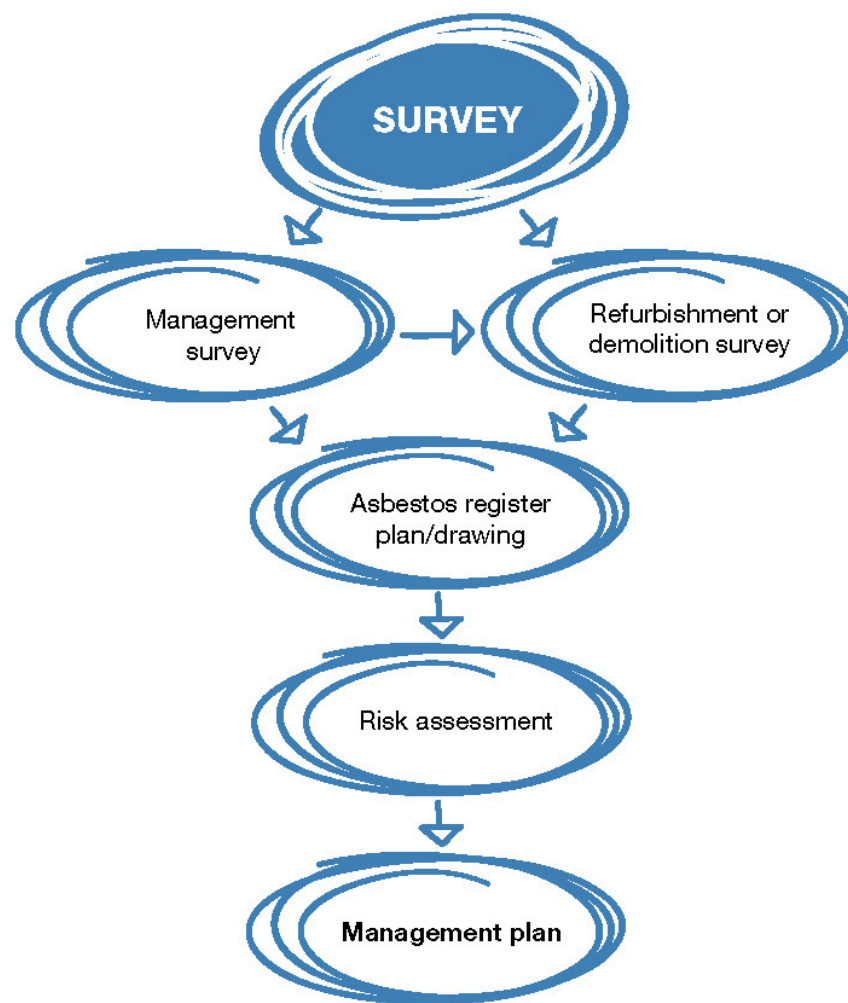 SURVEY
Management
survey
Refurbishment or
demolition survey
Asbestos register
plan/drawing
Risk assessment
Management plan